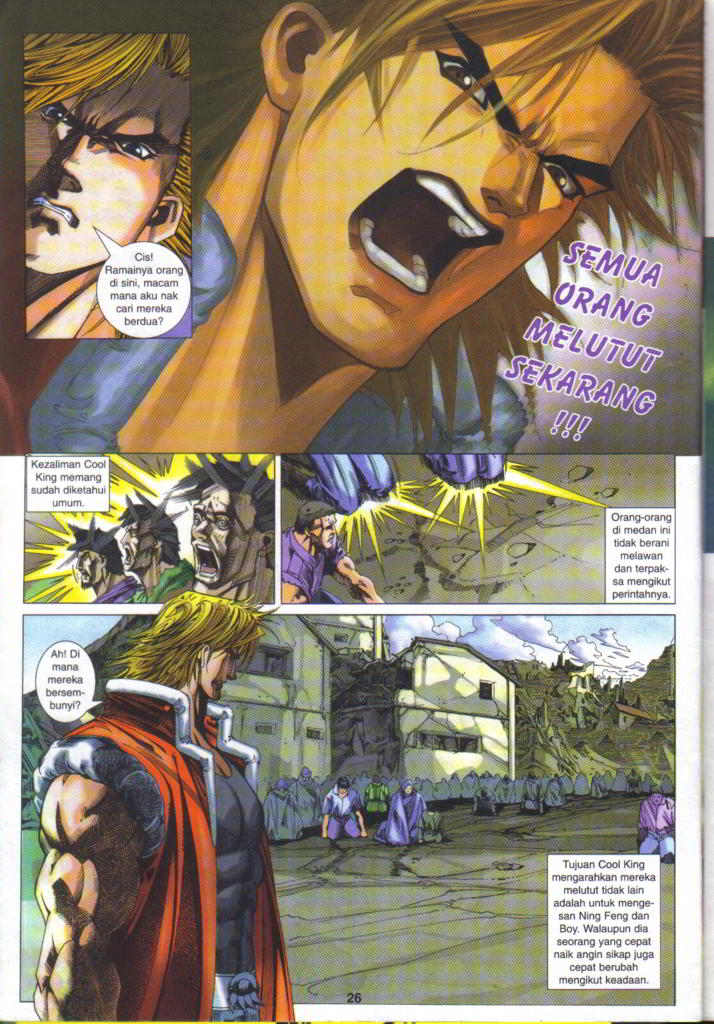 Cis!
Ramainya orang
di sini, macam
mana aku nak
cari mereka
berdua?
SEMUA
ORANG
MELUTUT
SEKARANG
!!!
Kezaliman Cool
King memang
sudah diketahui
umum.
Orang-orang
di medan ini
tidak berani
melawan
dan terpak-
sa mengikut
perintahnya.
Ah! Di
mana
mereka
bersem-
bunyi?
Tujuan Cool King
mengarahkan mereka
melutut tidak lain
adalah untuk menge-
san Ning Feng dan
Boy. Walaupun dia
seorang yang cepat
naik angin sikap juga
cepat berubah
mengikut keadaan.
26